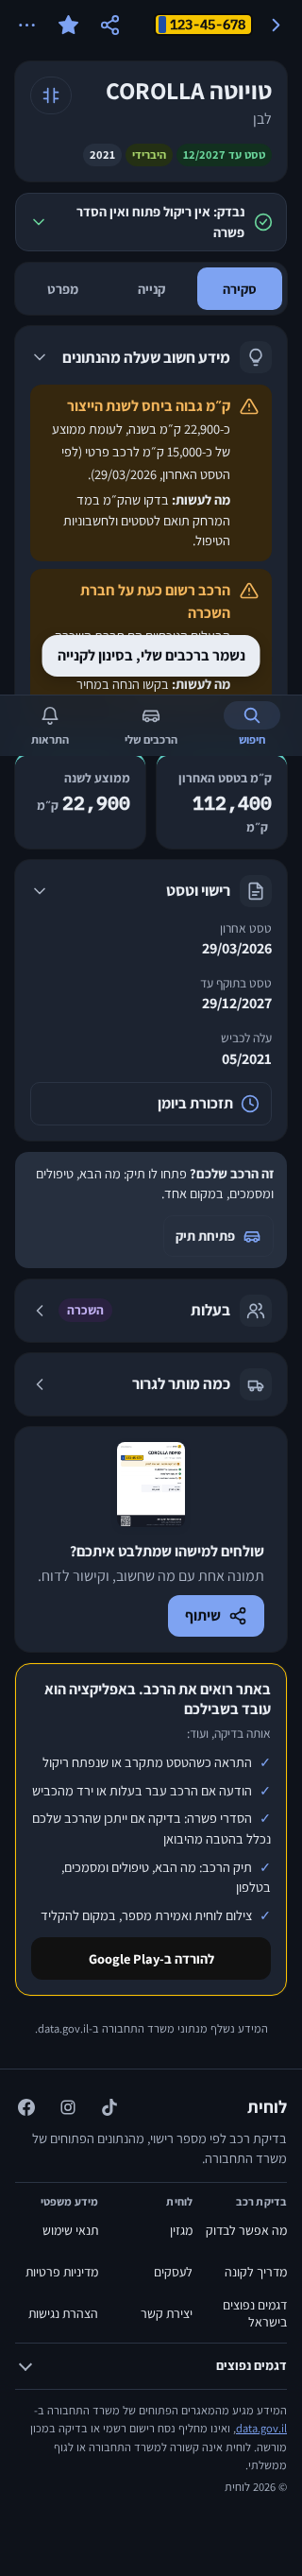 123-45-678
טויוטה COROLLA
לבן
טסט עד 12/2027
היברידי
2021
נבדק: אין ריקול פתוח ואין הסדר
פשרה
סקירה
קנייה
מפרט
מידע חשוב שעלה מהנתונים
ק״מ גבוה ביחס לשנת הייצור
כ-22,900 ק״מ בשנה, לעומת ממוצע
של כ-15,000 ק״מ לרכב פרטי (לפי
הטסט האחרון, 29/03/2026).
מה לעשות: בדקו שהק״מ במד
המרחק תואם לטסטים ולחשבוניות
הטיפול.
הרכב רשום כעת על חברת
השכרה
נשמר ברכבים שלי, בסינון לקנייה
מה לעשות: בקשו הנחה במחיר
חיפוש
הרכבים שלי
התראות
ק״מ בטסט האחרון
112,400
ק״מ
ממוצע לשנה
22,900 ק״מ
רישוי וטסט
טסט אחרון
29/03/2026
טסט בתוקף עד
29/12/2027
עלה לכביש
05/2021
תזכורת ביומן
זה הרכב שלכם? פתחו לו תיק: מה הבא, טיפולים
ומסמכים, במקום אחד.
פתיחת תיק
בעלות
השכרה
כמה מותר לגרור
שולחים למישהו שמתלבט איתכם?
תמונה אחת עם מה שחשוב, וקישור לדוח.
שיתוף
באתר רואים את הרכב. באפליקציה הוא
עובד בשבילכם
אותה בדיקה, ועוד:
✓ התראה כשהטסט מתקרב או שנפתח ריקול
✓ הודעה אם הרכב עבר בעלות או ירד מהכביש
✓ הסדרי פשרה: בדיקה אם ייתכן שהרכב שלכם
נכלל בהטבה מהיבואן
✓ תיק הרכב: מה הבא, טיפולים ומסמכים,
בטלפון
✓ צילום לוחית ואמירת מספר, במקום להקליד
להורדה ב-Google Play
המידע נשלף מנתוני משרד התחבורה ב-data.gov.il.
לוחית
בדיקת רכב לפי מספר רישוי, מהנתונים הפתוחים של
משרד התחבורה.
בדיקת רכב
לוחית
מידע משפטי
מה אפשר לבדוק
מגזין
תנאי שימוש
מדריך לקונה
לעסקים
מדיניות פרטיות
דגמים נפוצים
בישראל
יצירת קשר
הצהרת נגישות
דגמים נפוצים
המידע מגיע מהמאגרים הפתוחים של משרד התחבורה ב-
data.gov.il, ואינו מחליף נסח רישום רשמי או בדיקה במכון
מורשה. לוחית אינה קשורה למשרד התחבורה או לגוף
ממשלתי.
© 2026 לוחית